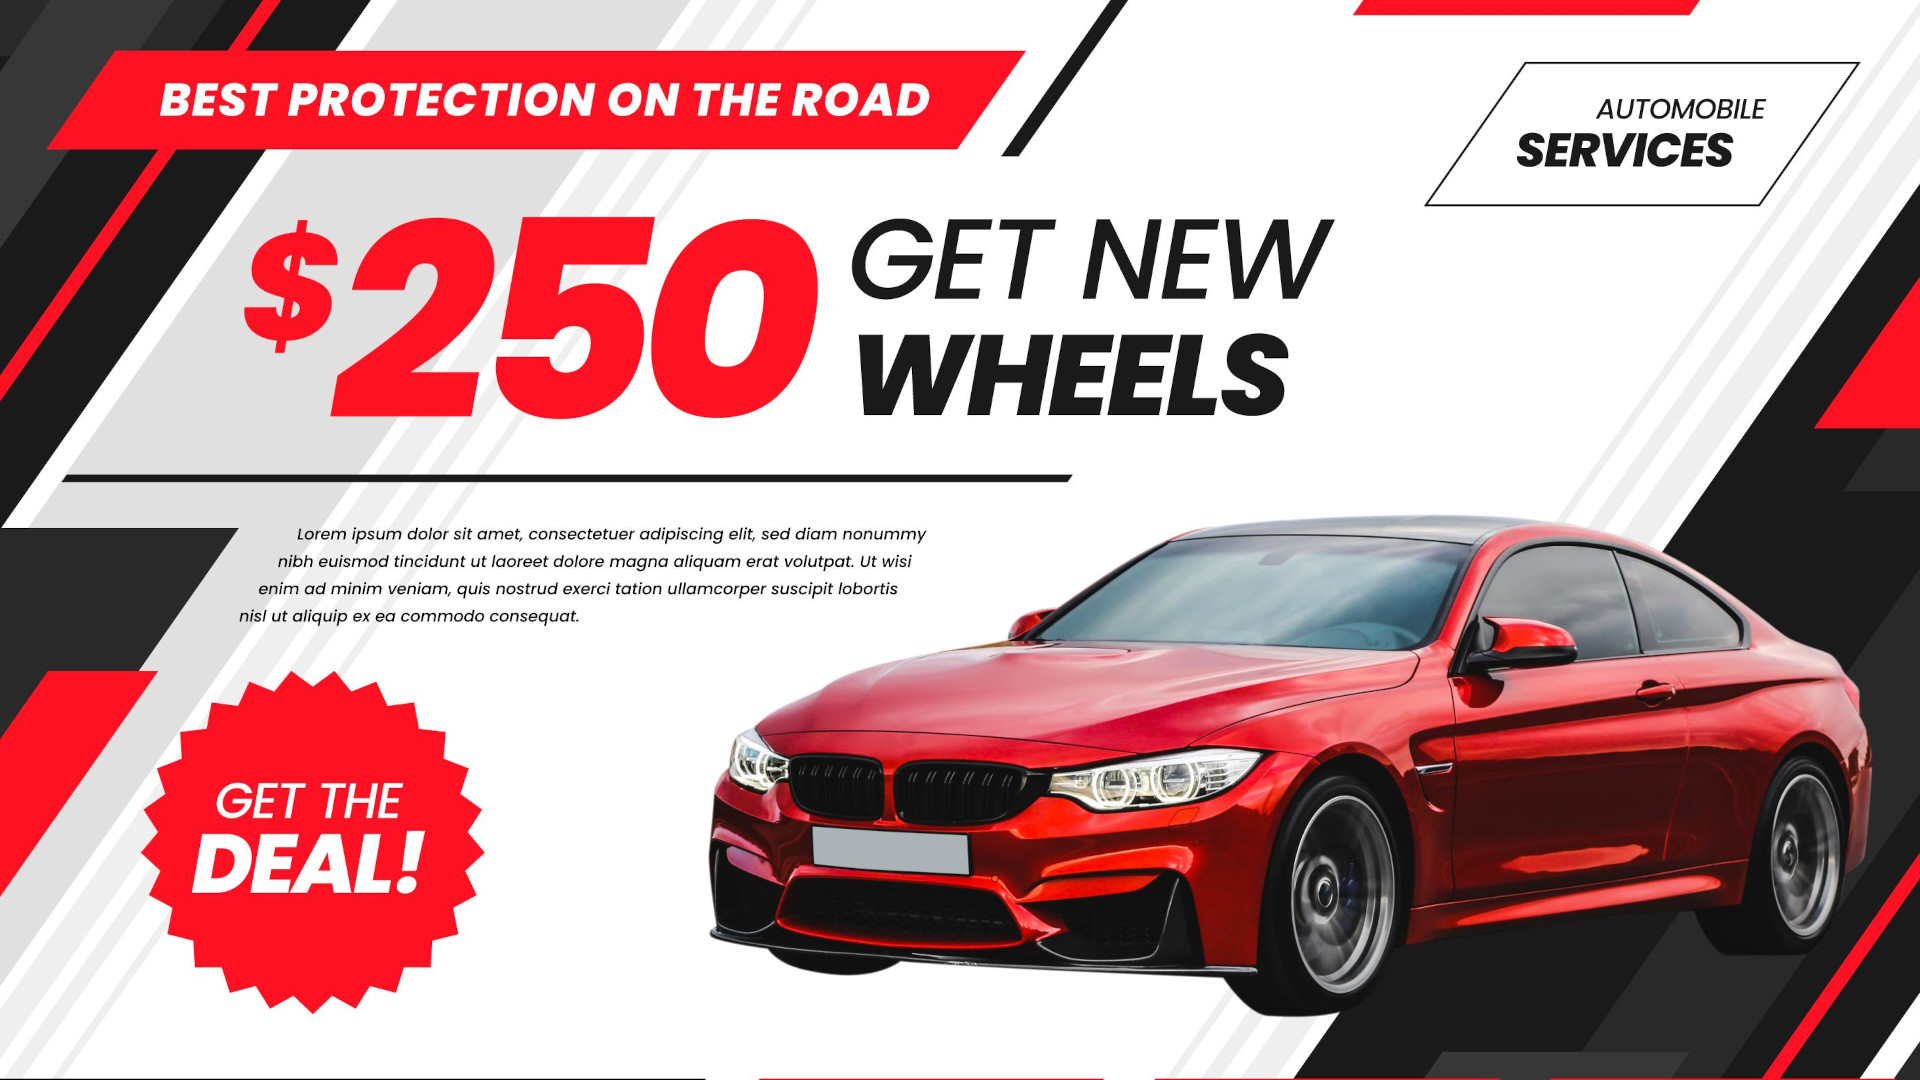 BEST PROTECTION ON THE ROAD
AUTOMOBILE
SERVICES
$250
GET NEW
WHEELS
Lorem ipsum dolor sit amet, consectetuer adipiscing elit, sed diam nonummy
nibh euismod tincidunt ut laoreet dolore magna aliquam erat volutpat. Ut wisi
enim ad minim veniam, quis nostrud exerci tation ullamcorper suscipit lobortis
nisl ut aliquip ex ea commodo consequat.
GET THE
DEAL!